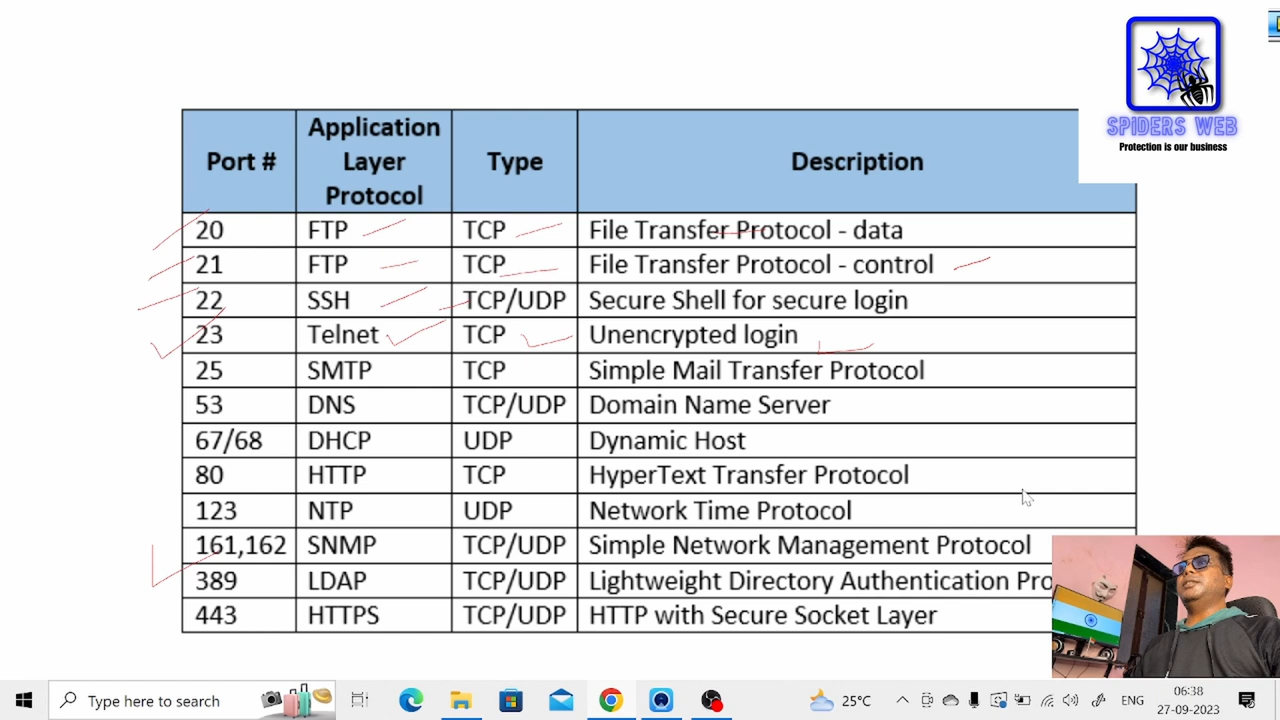 SPIDERS WEB
Protection is our business
Port # Application Layer Protocol Type Description
20 FTP TCP File Transfer Protocol - data
21 FTP TCP File Transfer Protocol - control
22 SSH TCP/UDP Secure Shell for secure login
23 Telnet TCP Unencrypted login
25 SMTP TCP Simple Mail Transfer Protocol
53 DNS TCP/UDP Domain Name Server
67/68 DHCP UDP Dynamic Host
80 HTTP TCP HyperText Transfer Protocol
123 NTP UDP Network Time Protocol
161,162 SNMP TCP/UDP Simple Network Management Protocol
389 LDAP TCP/UDP Lightweight Directory Authentication Pro
443 HTTPS TCP/UDP HTTP with Secure Socket Layer
Type here to search 25°C ENG 06:38
27-09-2023